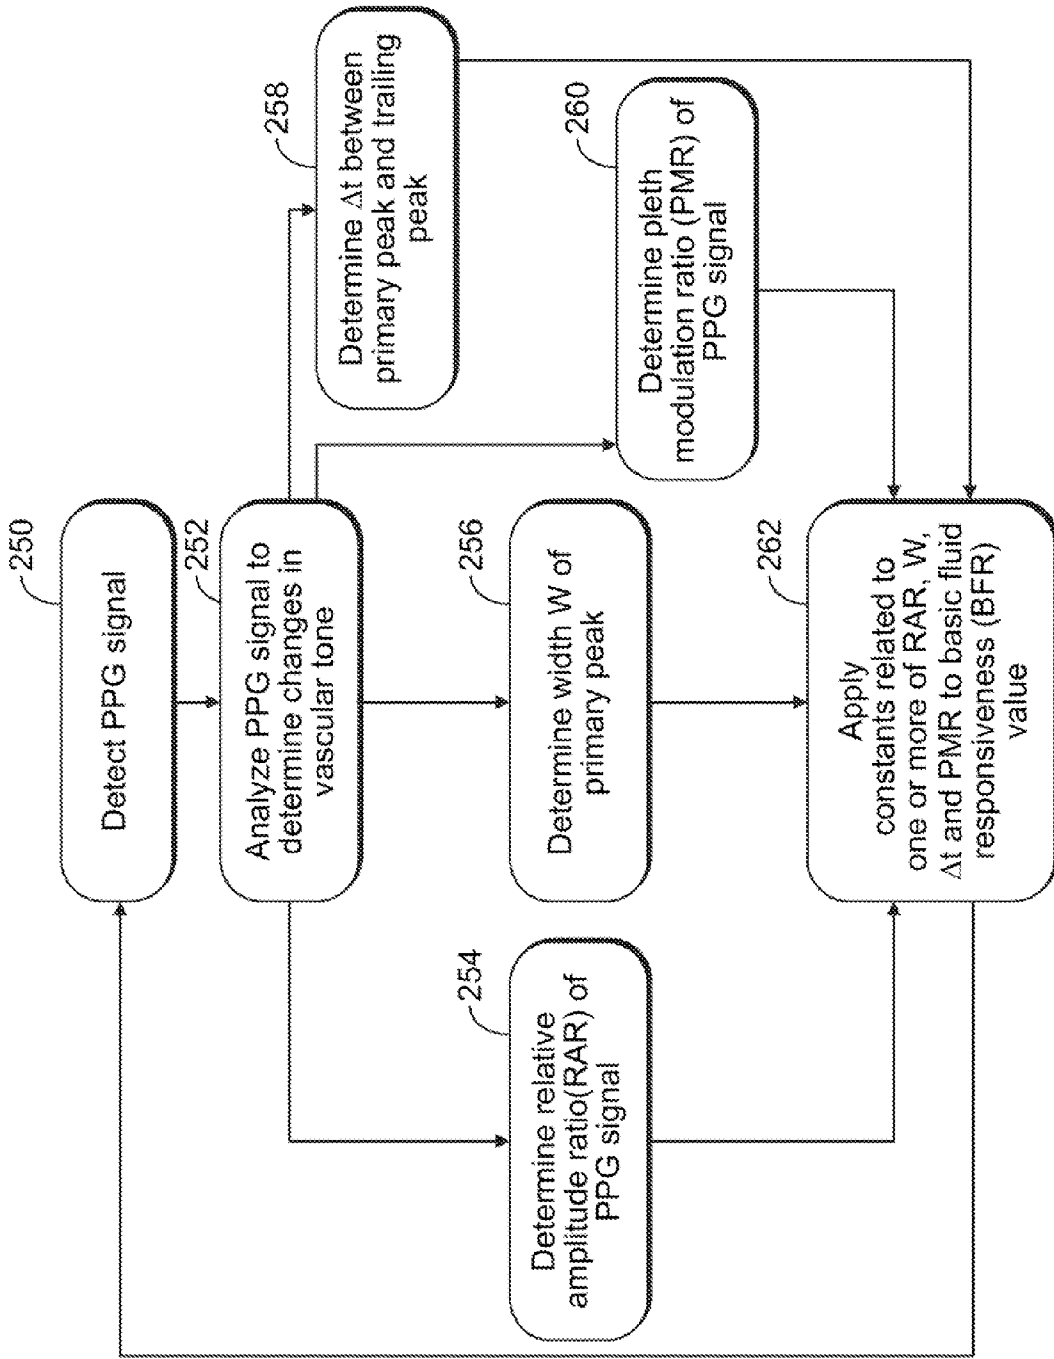 250
Detect PPG signal
252
Analyze PPG signal to
determine changes in
vascular tone
254
Determine relative
amplitude ratio(RAR) of
PPG signal
256
Determine width W of
primary peak
258
Determine Δt between
primary peak and trailing
peak
260
Determine pleth
modulation ratio (PMR) of
PPG signal
262
Apply
constants related to
one or more of RAR, W,
Δt and PMR to basic fluid
responsiveness (BFR)
value